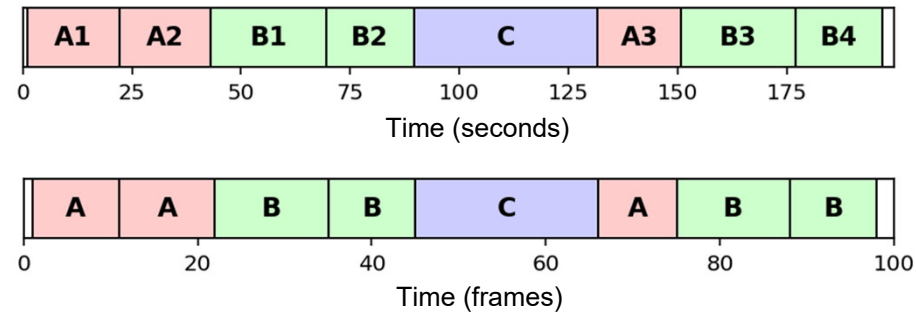 A1 A2 B1 B2 C A3 B3 B4
0 25 50 75 100 125 150 175
Time (seconds)
A A B B C A B B
0 20 40 60 80 100
Time (frames)